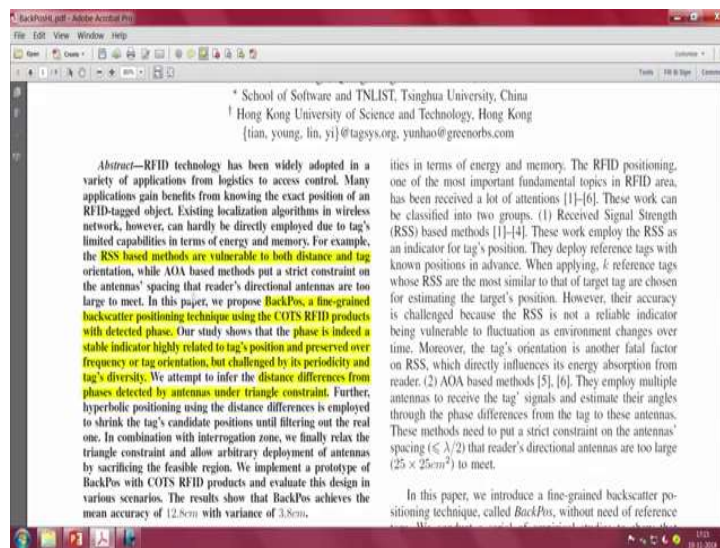 BackPosHL.pdf - Adobe Acrobat Pro
File Edit View Window Help
Open
Create
Customize
1
Tools
Fill & Sign
* School of Software and TNLIST, Tsinghua University, China
† Hong Kong University of Science and Technology, Hong Kong
{tian, young, lin, yi}@tagsys.org, yunhao@greenorbs.com
Abstract—RFID technology has been widely adopted in a
variety of applications from logistics to access control. Many
applications gain benefits from knowing the exact position of an
RFID-tagged object. Existing localization algorithms in wireless
network, however, can hardly be directly employed due to tag's
limited capabilities in terms of energy and memory. For example,
the RSS based methods are vulnerable to both distance and tag
orientation, while AOA based methods put a strict constraint on
the antennas' spacing that reader's directional antennas are too
large to meet. In this paper, we propose BackPos, a fine-grained
backscatter positioning technique using the COTS RFID products
with detected phase. Our study shows that the phase is indeed a
stable indicator highly related to tag's position and preserved over
frequency or tag orientation, but challenged by its periodicity and
tag's diversity. We attempt to infer the distance differences from
phases detected by antennas under triangle constraint. Further,
hyperbolic positioning using the distance differences is employed
to shrink the tag's candidate positions until filtering out the real
one. In combination with interrogation zone, we finally relax the
triangle constraint and allow arbitrary deployment of antennas
by sacrificing the feasible region. We implement a prototype of
BackPos with COTS RFID products and evaluate this design in
various scenarios. The results show that BackPos achieves the
mean accuracy of 12.8cm with variance of 3.8cm.
ities in terms of energy and memory. The RFID positioning,
one of the most important fundamental topics in RFID area,
has been received a lot of attentions [1]–[6]. These work can
be classified into two groups. (1) Received Signal Strength
(RSS) based methods [1]–[4]. These work employ the RSS as
an indicator for tag's position. They deploy reference tags with
known positions in advance. When applying, k reference tags
whose RSS are the most similar to that of target tag are chosen
for estimating the target's position. However, their accuracy
is challenged because the RSS is not a reliable indicator
being vulnerable to fluctuation as environment changes over
time. Moreover, the tag's orientation is another fatal factor
on RSS, which directly influences its energy absorption from
reader. (2) AOA based methods [5], [6]. They employ multiple
antennas to receive the tag' signals and estimate their angles
through the phase differences from the tag to these antennas.
These methods need to put a strict constraint on the antennas'
spacing (⩽ λ/2) that reader's directional antennas are too large
(25 × 25cm²) to meet.
In this paper, we introduce a fine-grained backscatter po-
sitioning technique, called BackPos, without need of reference